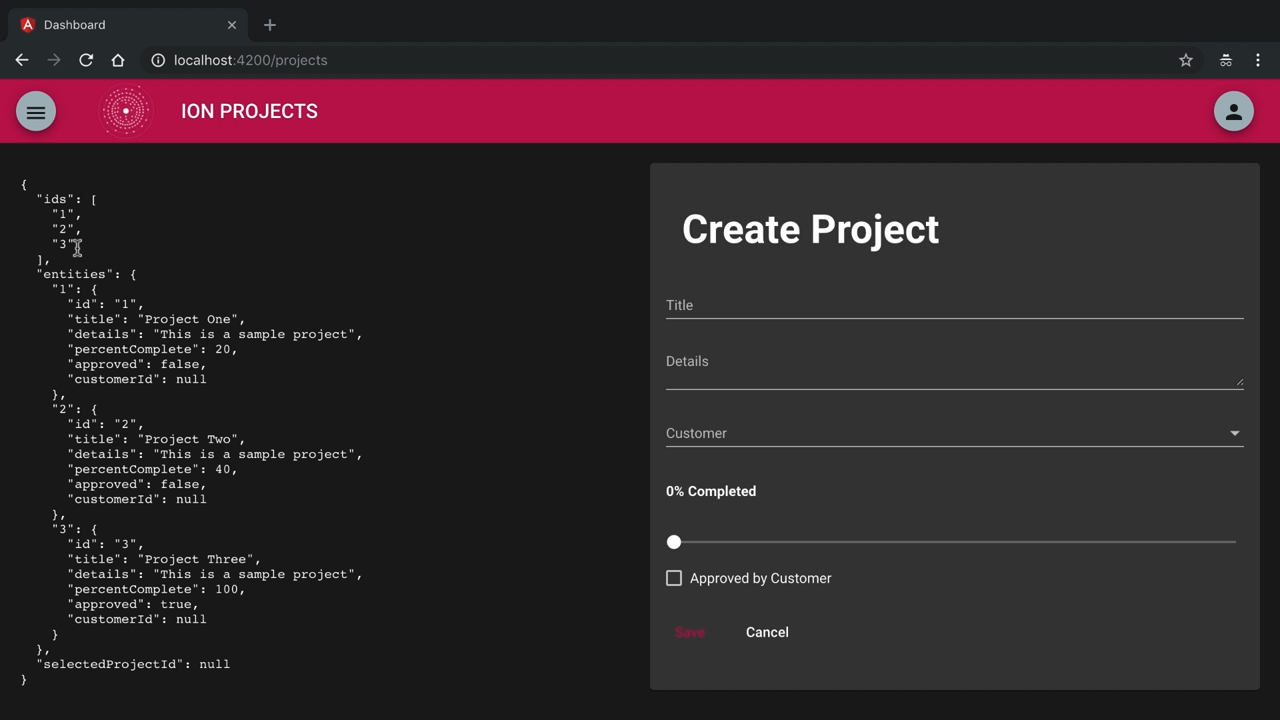 Dashboard
localhost:4200/projects
ION PROJECTS
{
  "ids": [
    "1",
    "2",
    "3"
  ],
  "entities": {
    "1": {
      "id": "1",
      "title": "Project One",
      "details": "This is a sample project",
      "percentComplete": 20,
      "approved": false,
      "customerId": null
    },
    "2": {
      "id": "2",
      "title": "Project Two",
      "details": "This is a sample project",
      "percentComplete": 40,
      "approved": false,
      "customerId": null
    },
    "3": {
      "id": "3",
      "title": "Project Three",
      "details": "This is a sample project",
      "percentComplete": 100,
      "approved": true,
      "customerId": null
    }
  },
  "selectedProjectId": null
}
Create Project
Title
Details
Customer
0% Completed
Approved by Customer
Save Cancel